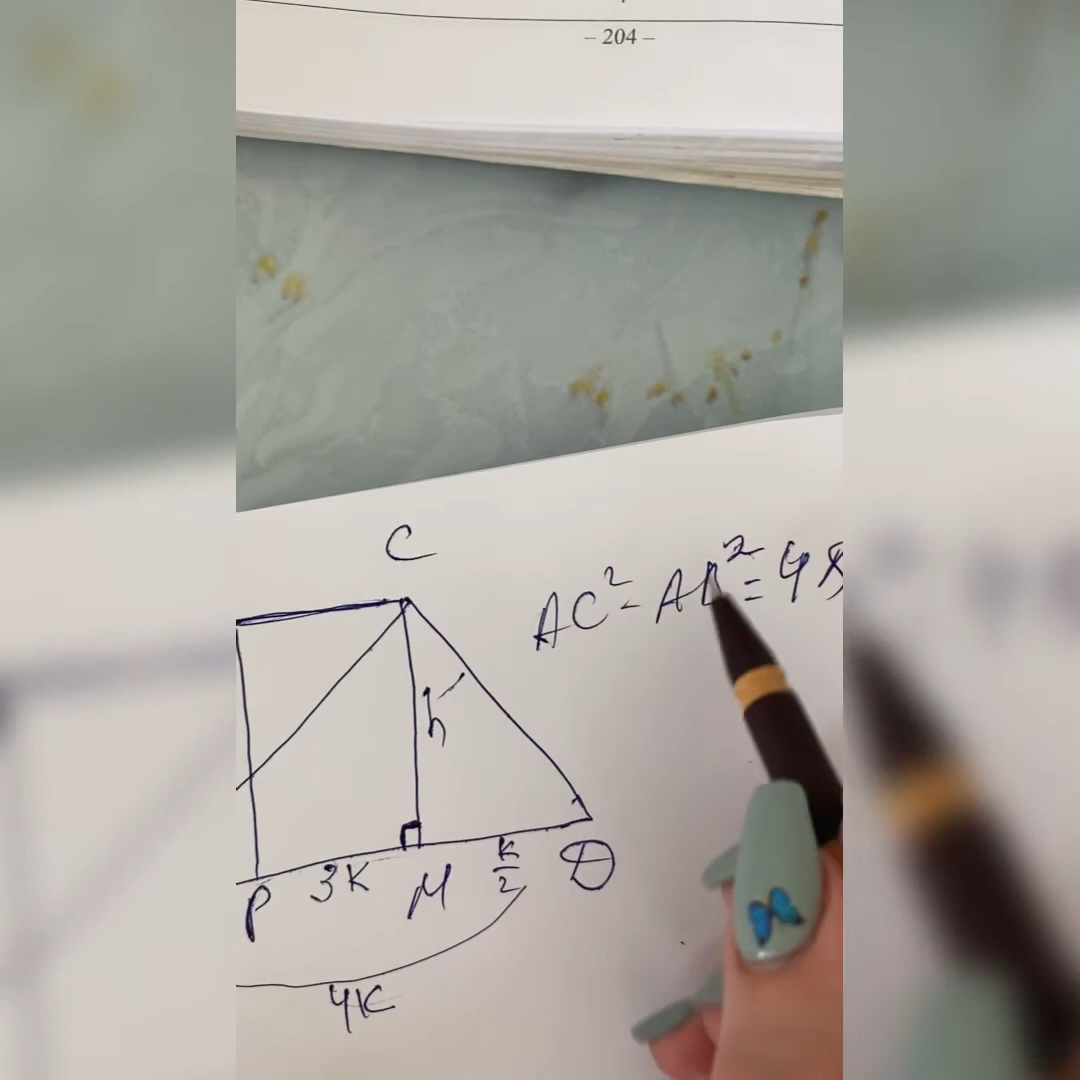 – 204 –
C
AC² - AD² = 48
h
P 3K M K/2 D
4K